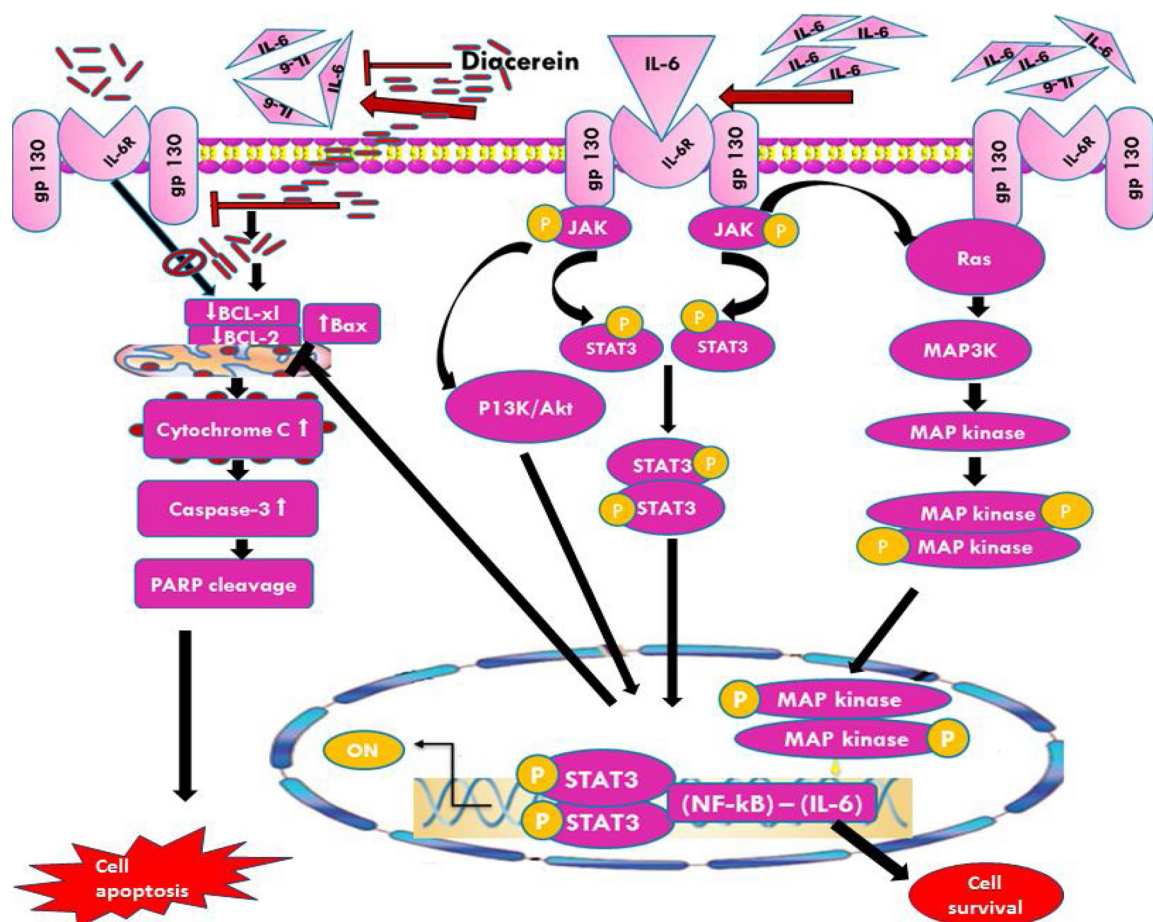 IL-6
IL-6
IL-6
IL-6
Diacerein
IL-6
IL-6
IL-6
IL-6
IL-6
IL-6
IL-6
IL-6
IL-6
gp 130
IL-6R
gp 130
gp 130
IL-6R
gp 130
gp 130
IL-6R
gp 130
P
JAK
JAK
P
Ras
↓BCL-xl
↓BCL-2
↑Bax
P
STAT3
P
STAT3
MAP3K
P13K/Akt
Cytochrome C ↑
MAP kinase
STAT3
P
P
STAT3
Caspase-3 ↑
MAP kinase
P
P
MAP kinase
PARP cleavage
P
MAP kinase
MAP kinase
P
ON
P
STAT3
P
STAT3
(NF-kB) – (IL-6)
Cell
apoptosis
Cell
survival